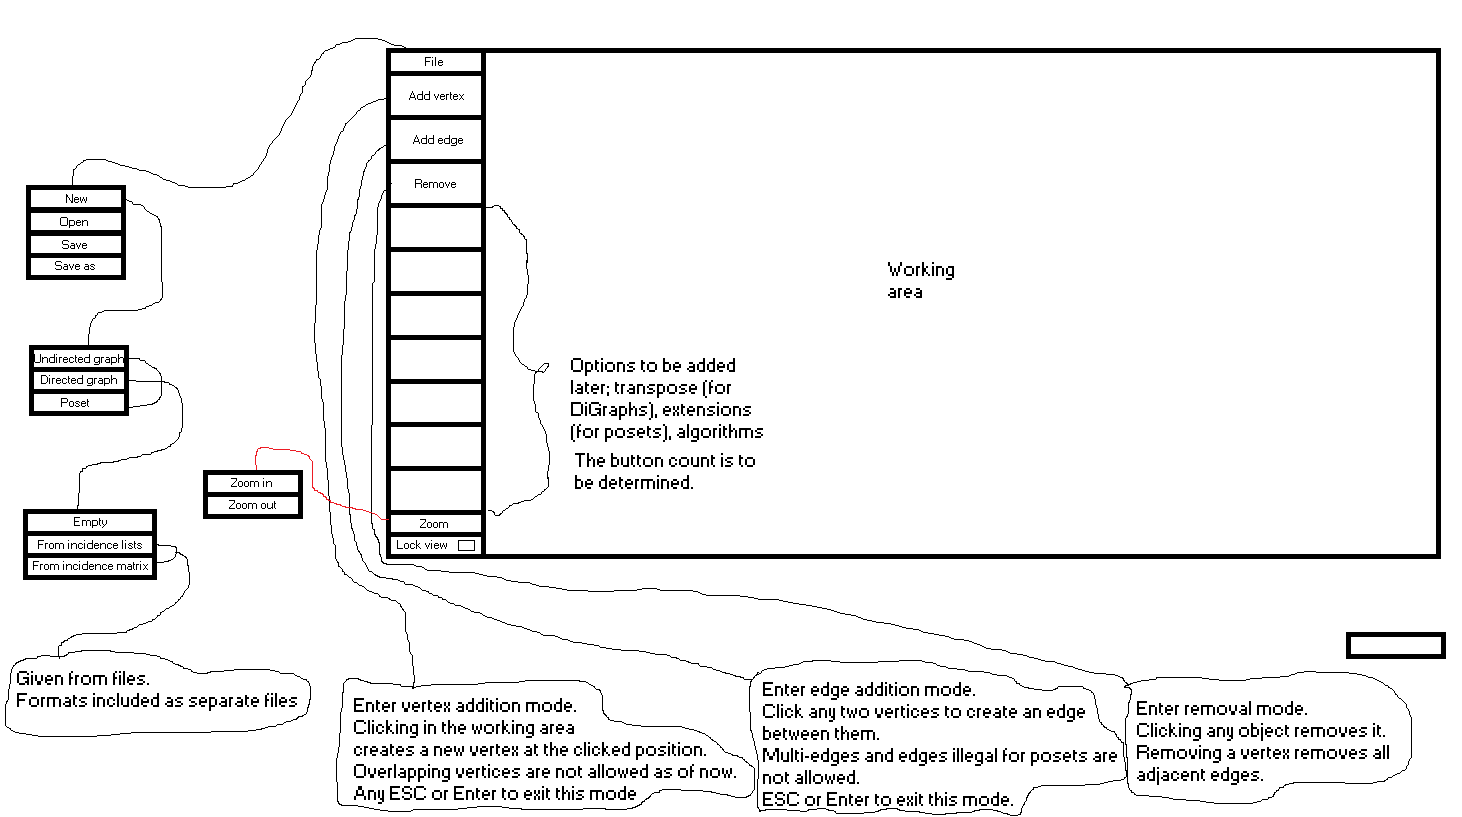 File
Add vertex
Add edge
Remove
New
Open
Save
Save as
Working
area
Undirected graph
Directed graph
Poset
Options to be added
later; transpose (for
DiGraphs), extensions
(for posets), algorithms
The button count is to
be determined.
Zoom in
Zoom out
Empty
From incidence lists
From incidence matrix
Zoom
Lock view
Given from files.
Formats included as separate files
Enter vertex addition mode.
Clicking in the working area
creates a new vertex at the clicked position.
Overlapping vertices are not allowed as of now.
Any ESC or Enter to exit this mode
Enter edge addition mode.
Click any two vertices to create an edge
between them.
Multi-edges and edges illegal for posets are
not allowed.
ESC or Enter to exit this mode.
Enter removal mode.
Clicking any object removes it.
Removing a vertex removes all
adjacent edges.